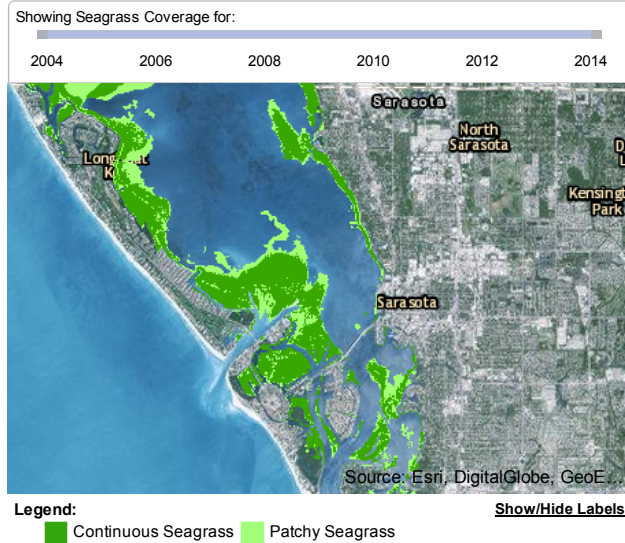 Showing Seagrass Coverage for:
2004 2006 2008 2010 2012 2014
Sarasota
North
Sarasota
Kensingt
Park
Sarasota
Source: Esri, DigitalGlobe, GeoE...
Legend:
Show/Hide Labels
Continuous Seagrass Patchy Seagrass